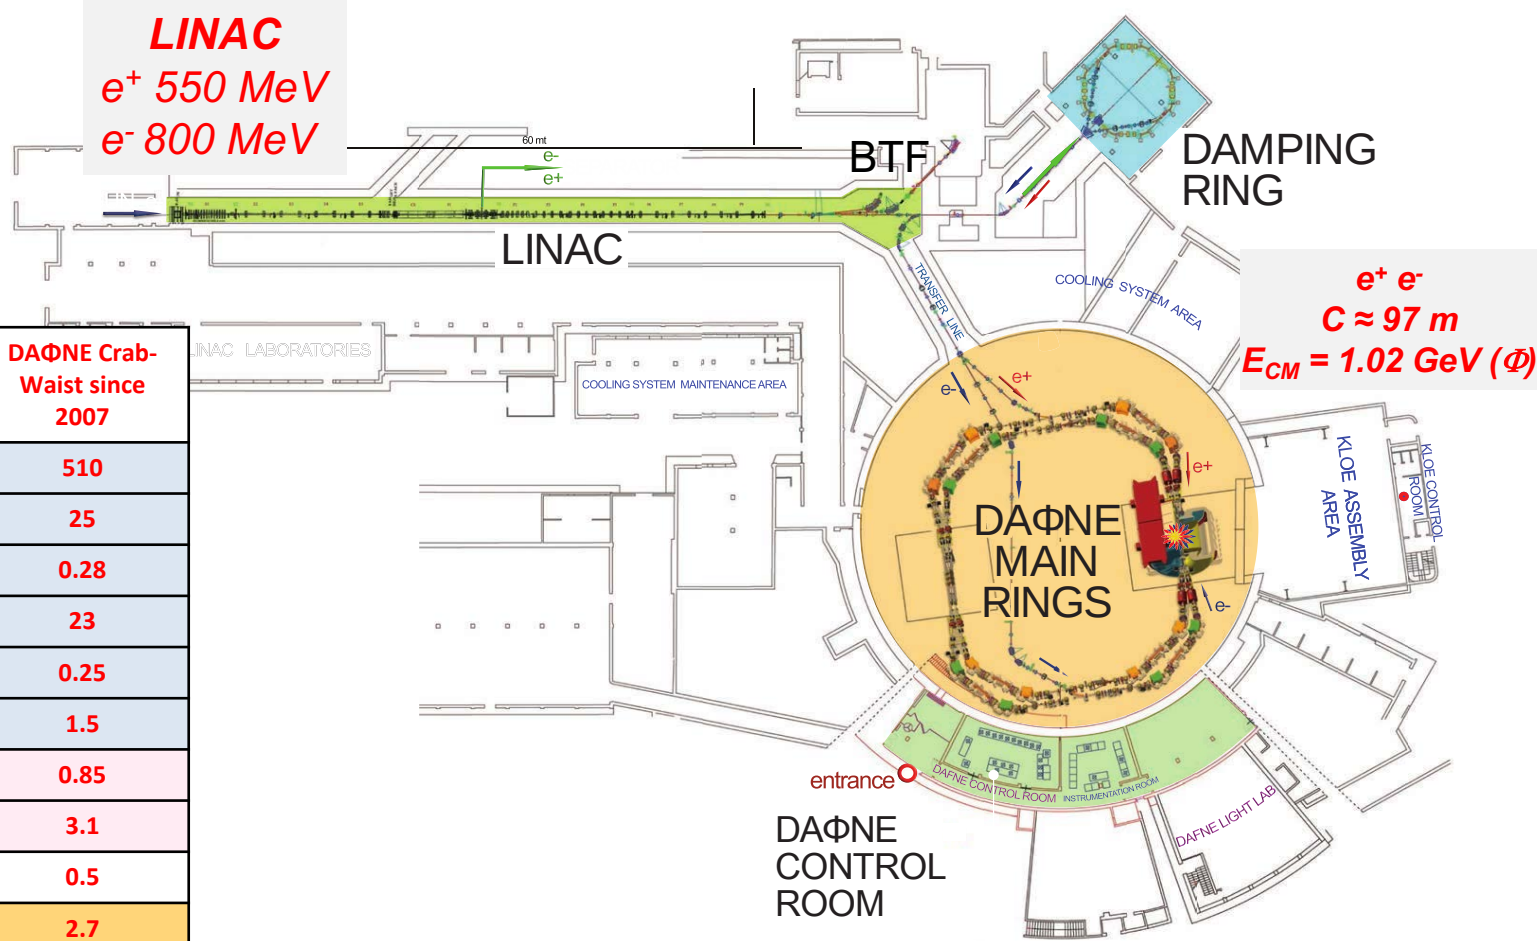 LINAC
e+ 550 MeV
e- 800 MeV
60 mt
e-
e+
BTF
DAMPING
RING
LINAC
TRANSFER LINE
COOLING SYSTEM AREA
e+ e-
C ≈ 97 m
E_CM = 1.02 GeV (Φ)
DAΦNE Crab-
Waist since
2007
510
25
0.28
23
0.25
1.5
0.85
3.1
0.5
2.7
LINAC LABORATORIES
COOLING SYSTEM MAINTENANCE AREA
e-
e+
e+
DAΦNE
MAIN
RINGS
e-
KLOE ASSEMBLY
AREA
KLOE CONTROL
ROOM
entrance
DAFNE CONTROL ROOM
INSTRUMENTATION ROOM
DAFNE LIGHT LAB
DAΦNE
CONTROL
ROOM